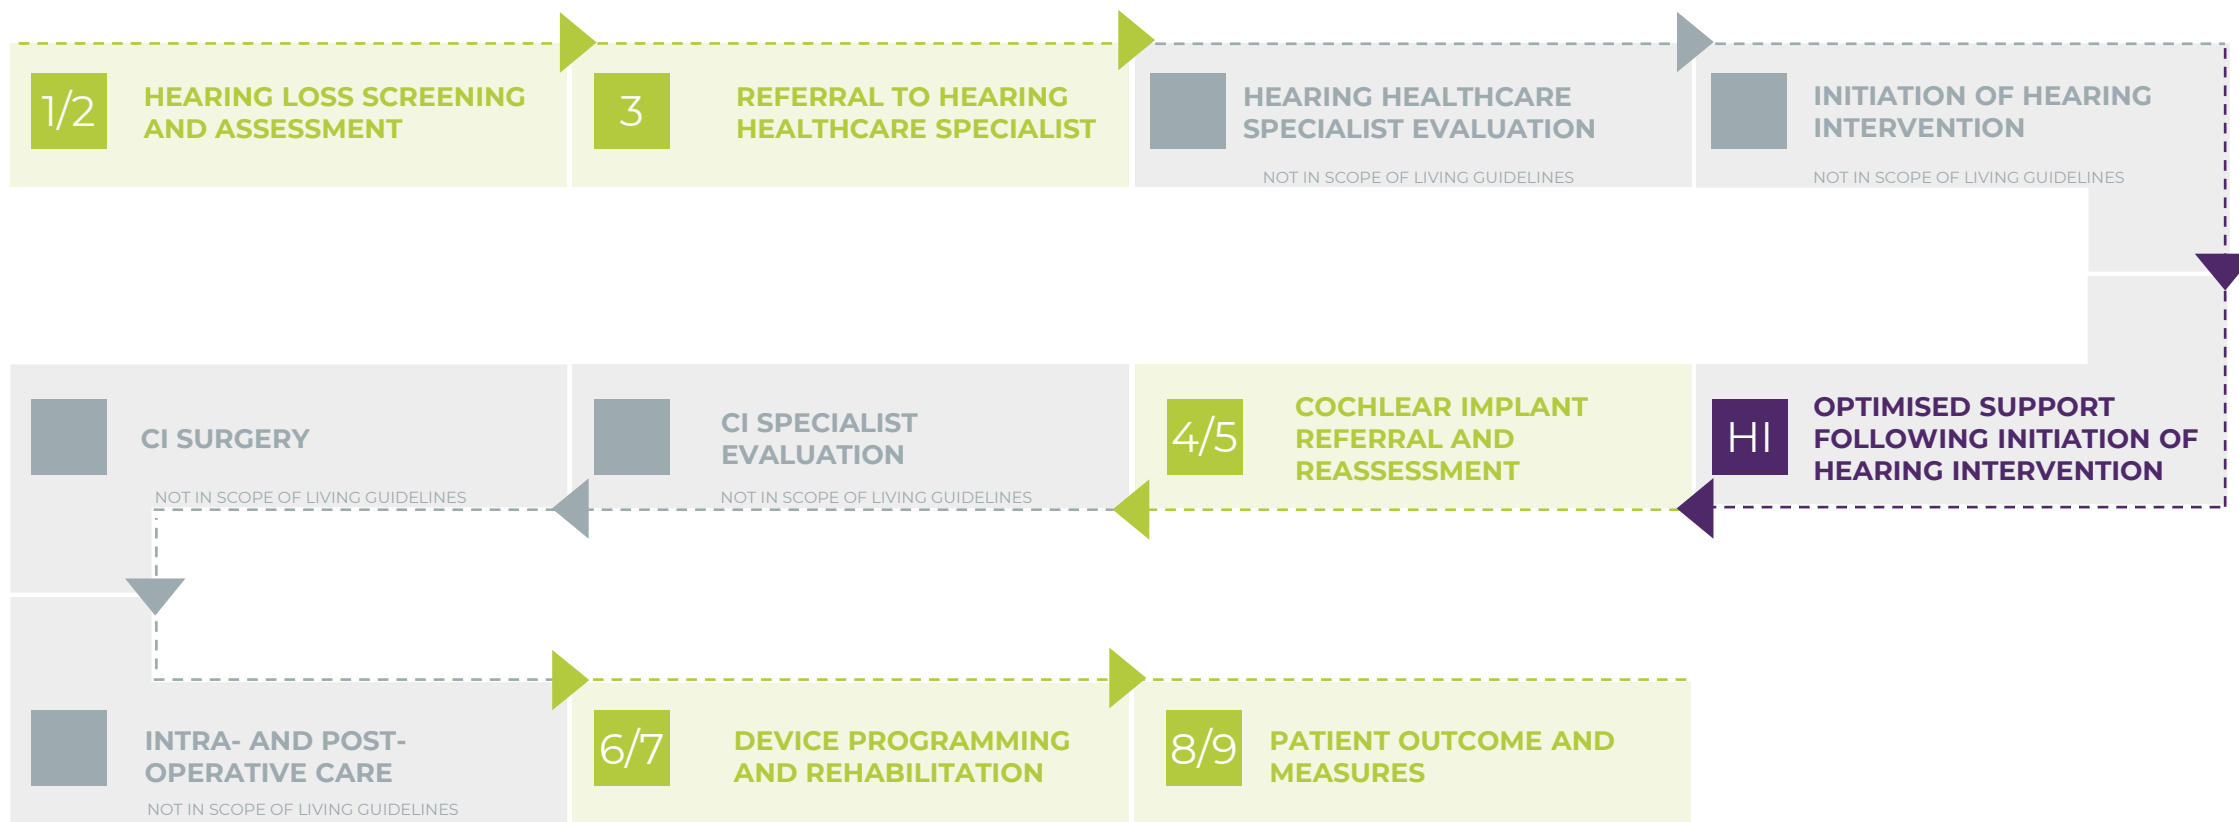 1/2
HEARING LOSS SCREENING
AND ASSESSMENT
3
REFERRAL TO HEARING
HEALTHCARE SPECIALIST
HEARING HEALTHCARE
SPECIALIST EVALUATION
NOT IN SCOPE OF LIVING GUIDELINES
INITIATION OF HEARING
INTERVENTION
NOT IN SCOPE OF LIVING GUIDELINES
HI
OPTIMISED SUPPORT
FOLLOWING INITIATION OF
HEARING INTERVENTION
4/5
COCHLEAR IMPLANT
REFERRAL AND
REASSESSMENT
CI SPECIALIST
EVALUATION
NOT IN SCOPE OF LIVING GUIDELINES
CI SURGERY
NOT IN SCOPE OF LIVING GUIDELINES
INTRA- AND POST-
OPERATIVE CARE
NOT IN SCOPE OF LIVING GUIDELINES
6/7
DEVICE PROGRAMMING
AND REHABILITATION
8/9
PATIENT OUTCOME AND
MEASURES